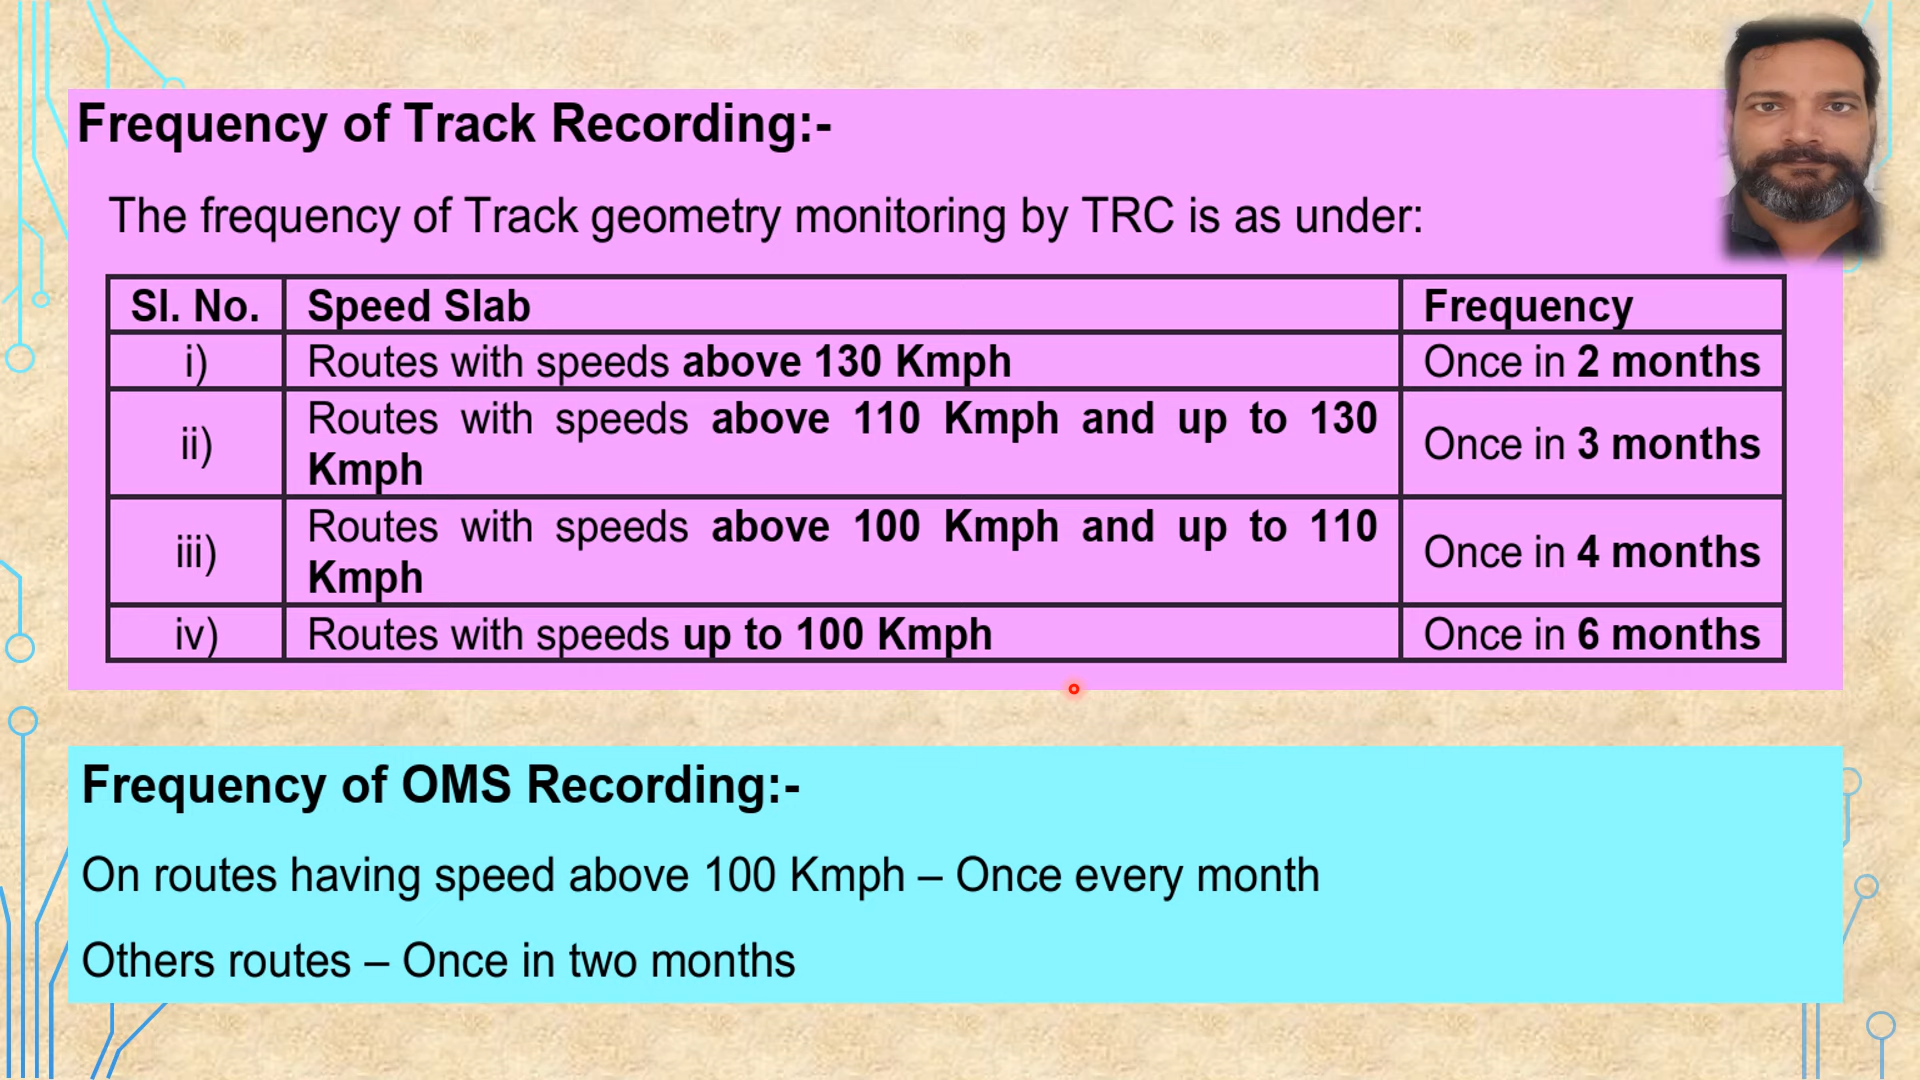 Frequency of Track Recording:-
The frequency of Track geometry monitoring by TRC is as under:
Sl. No. Speed Slab Frequency
i) Routes with speeds above 130 Kmph Once in 2 months
ii) Routes with speeds above 110 Kmph and up to 130
Kmph Once in 3 months
iii) Routes with speeds above 100 Kmph and up to 110
Kmph Once in 4 months
iv) Routes with speeds up to 100 Kmph Once in 6 months
Frequency of OMS Recording:-
On routes having speed above 100 Kmph – Once every month
Others routes – Once in two months